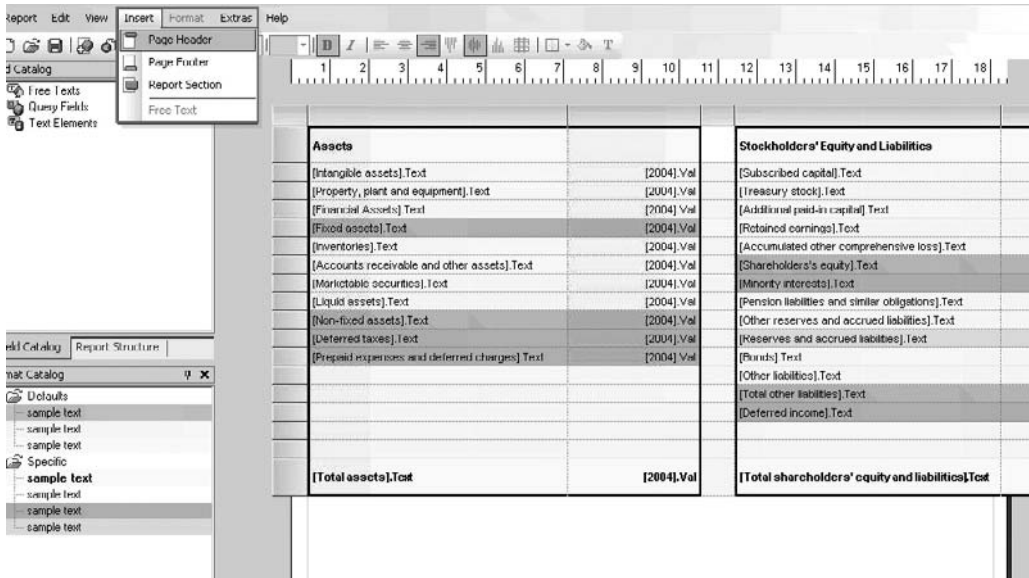 Report Edit View Insert Format Extras Help
Page Header
Page Footer
Report Section
Free Text
d Catalog
Free Texts
Query Fields
Text Elements
1 2 3 4 5 6 7 8 9 10 11 12 13 14 15 16 17 18
Assets Stockholders' Equity and Liabilities
[Intangible assets].Text [2004].Val [Subscribed capital].Text
[Property, plant and equipment].Text [2004].Val [Treasury stock].Text
[Financial Assets].Text [2004].Val [Additional paid-in capital].Text
[Fixed assets].Text [2004].Val [Retained earnings].Text
[Inventories].Text [2004].Val [Accumulated other comprehensive loss].Text
[Accounts receivable and other assets].Text [2004].Val [Shareholders's equity].Text
[Marketable securities].Text [2004].Val [Minority interests].Text
[Liquid assets].Text [2004].Val [Pension liabilities and similar obligations].Text
[Non-fixed assets].Text [2004].Val [Other reserves and accrued liabilities].Text
[Deferred taxes].Text [2004].Val [Reserves and accrued liabilities].Text
[Prepaid expenses and deferred charges].Text [2004].Val [Bonds].Text
[Other liabilities].Text
[Total other liabilities].Text
[Deferred income].Text
[Total assets].Text [2004].Val [Total shareholders' equity and liabilities].Text
eld Catalog Report Structure
mat Catalog
Defaults
sample text
sample text
sample text
Specific
sample text
sample text
sample text
sample text